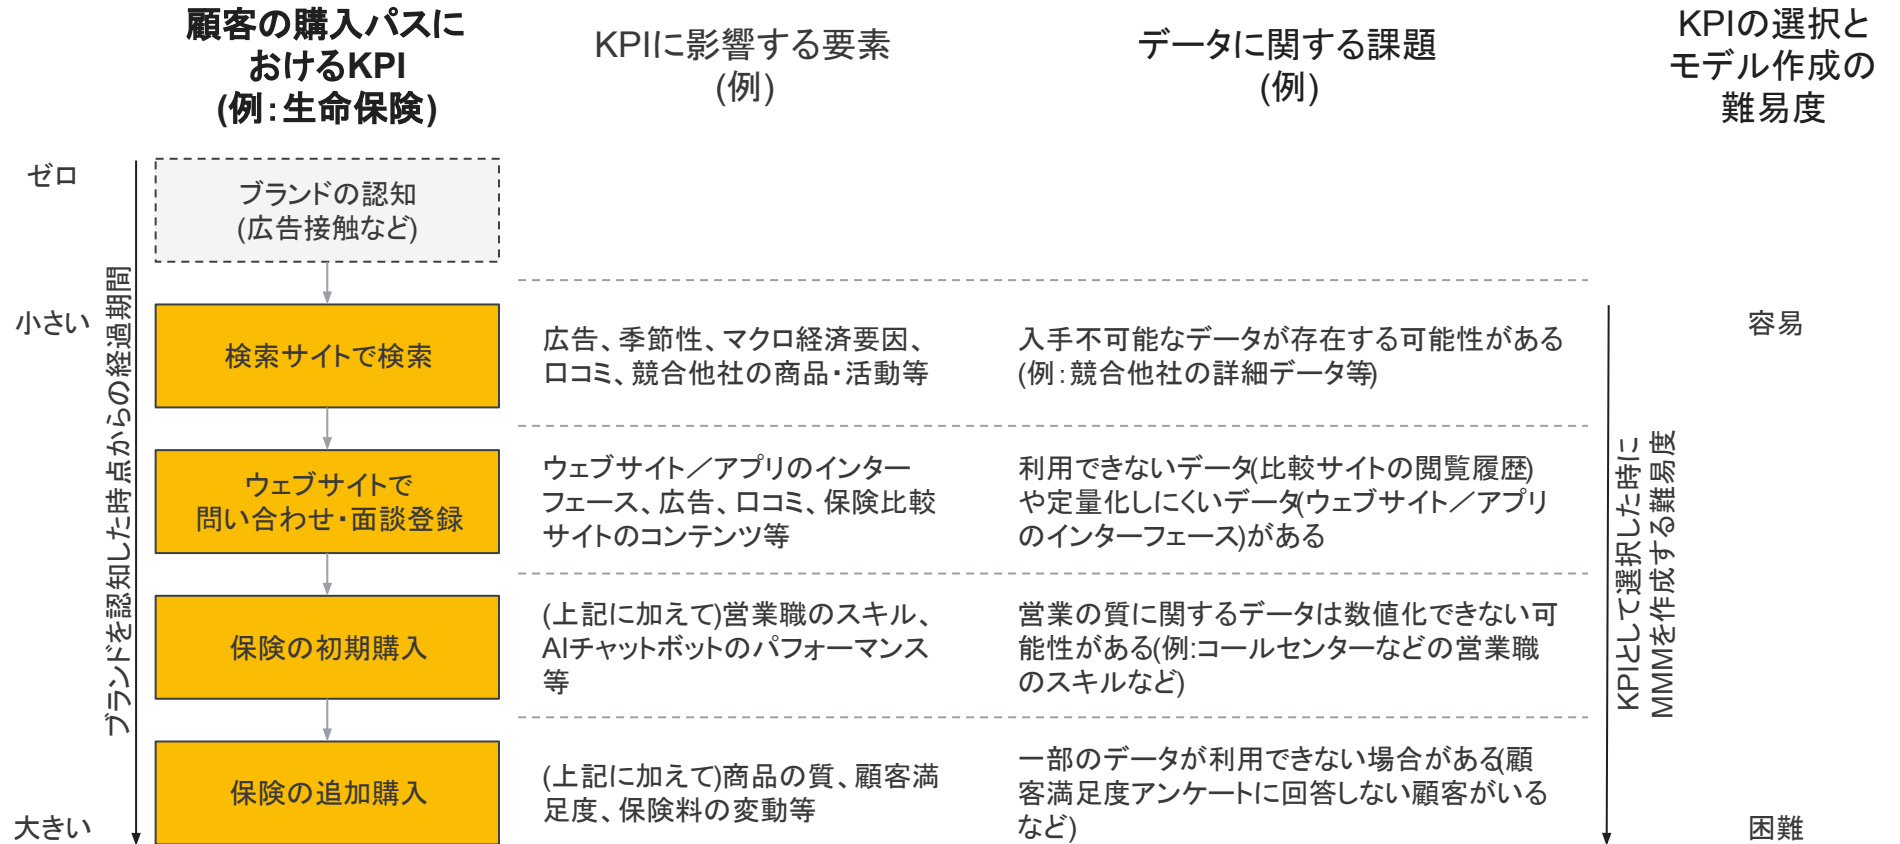 顧客の購入パスに
おけるKPI
(例：生命保険)
KPIに影響する要素
(例)
データに関する課題
(例)
KPIの選択と
モデル作成の
難易度
ゼロ
小さい
大きい
ブランドを認知した時点からの経過期間
ブランドの認知
(広告接触など)
検索サイトで検索
広告、季節性、マクロ経済要因、
口コミ、競合他社の商品・活動等
入手不可能なデータが存在する可能性がある
(例：競合他社の詳細データ等)
ウェブサイトで
問い合わせ・面談登録
ウェブサイト／アプリのインター
フェース、広告、口コミ、保険比較
サイトのコンテンツ等
利用できないデータ(比較サイトの閲覧履歴)
や定量化しにくいデータ(ウェブサイト／アプリ
のインターフェース)がある
保険の初期購入
(上記に加えて)営業職のスキル、
AIチャットボットのパフォーマンス
等
営業の質に関するデータは数値化できない可
能性がある(例:コールセンターなどの営業職
のスキルなど)
保険の追加購入
(上記に加えて)商品の質、顧客満
足度、保険料の変動等
一部のデータが利用できない場合がある(顧
客満足度アンケートに回答しない顧客がいる
など)
KPIとして選択した時に
MMMを作成する難易度
容易
困難